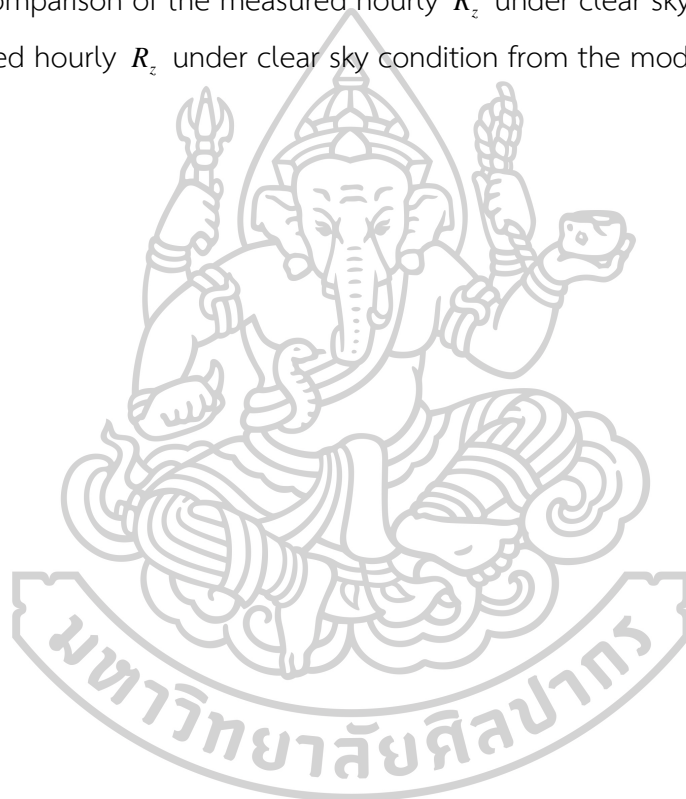 omparison of the measured hourly R_z under clear sky
ed hourly R_z under clear sky condition from the mod
มหาวิทยาลัยศิลปากร